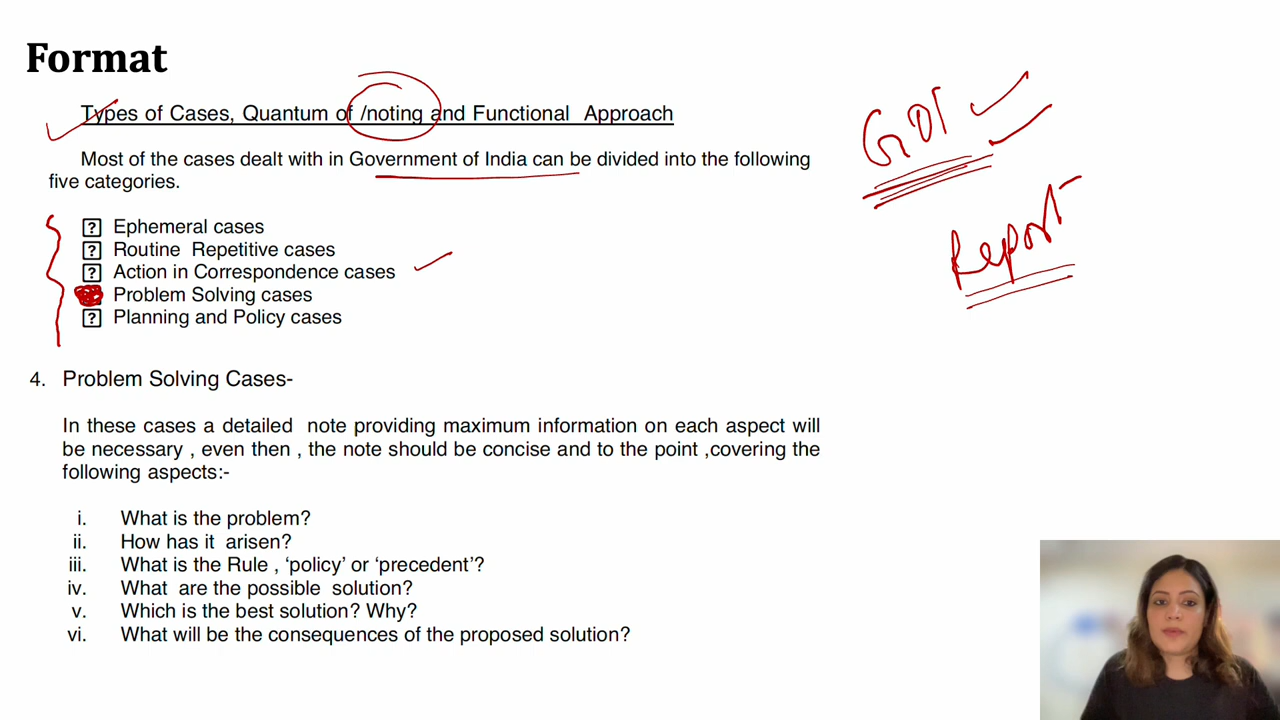 Format
Types of Cases, Quantum of /noting and Functional Approach
Most of the cases dealt with in Government of India can be divided into the following
five categories.
Ephemeral cases
Routine Repetitive cases
Action in Correspondence cases
Problem Solving cases
Planning and Policy cases
GOI
Report
4. Problem Solving Cases-
In these cases a detailed note providing maximum information on each aspect will
be necessary , even then , the note should be concise and to the point ,covering the
following aspects:-
i. What is the problem?
ii. How has it arisen?
iii. What is the Rule , ‘policy’ or ‘precedent’?
iv. What are the possible solution?
v. Which is the best solution? Why?
vi. What will be the consequences of the proposed solution?